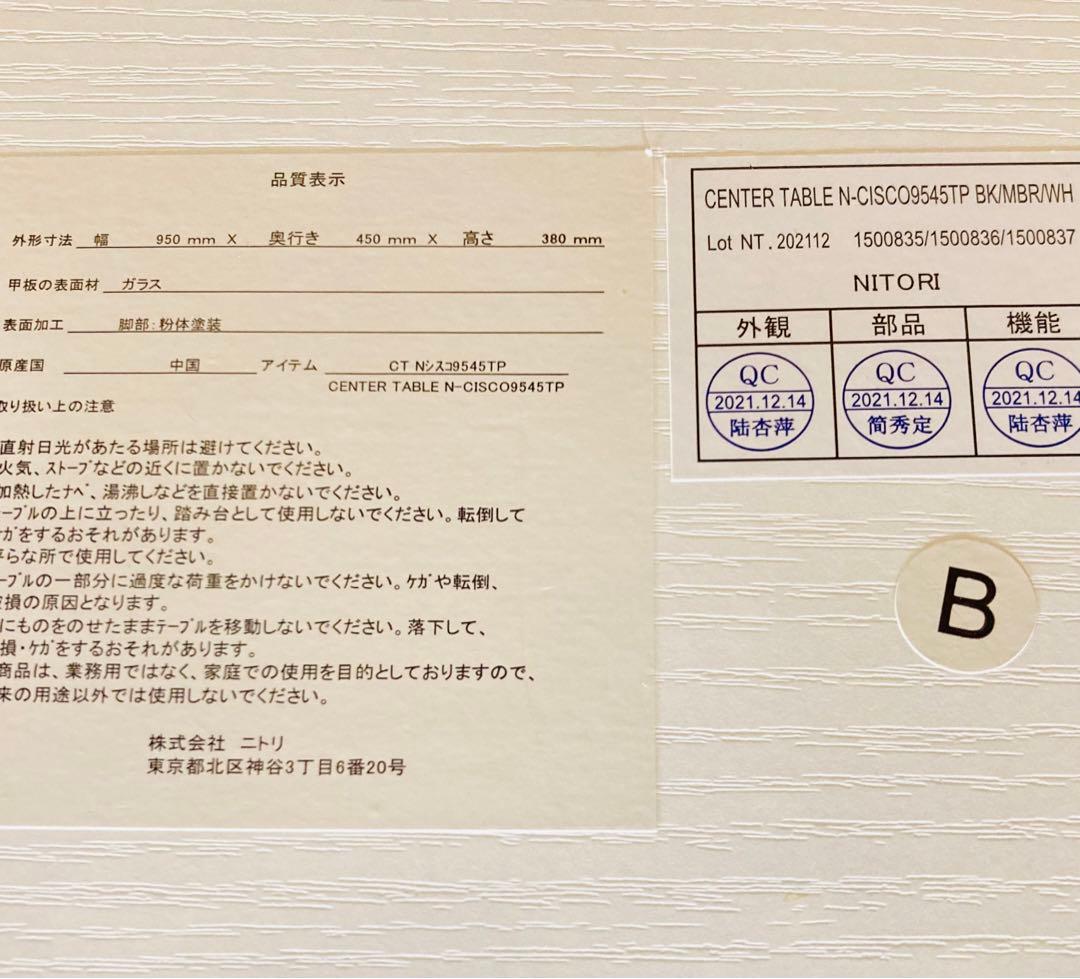 品質表示
外形寸法 幅 950 mm X 奥行き 450 mm X 高さ 380 mm
甲板の表面材 ガラス
表面加工 脚部:粉体塗装
原産国 中国 アイテム CT Nｼｽｺ9545TP
CENTER TABLE N-CISCO9545TP
取り扱い上の注意
直射日光があたる場所は避けてください。
火気、ｽﾄｰﾌﾞなどの近くに置かないでください。
加熱したﾅﾍﾞ、湯沸しなどを直接置かないでください。
ｰﾌﾞﾙの上に立ったり、踏み台として使用しないでください。転倒して
ｶﾞをするおそれがあります。
らな所で使用してください。
ｰﾌﾞﾙの一部分に過度な荷重をかけないでください。ｹｶﾞや転倒、
損の原因となります。
にものをのせたままﾃｰﾌﾞﾙを移動しないでください。落下して、
損・ｹｶﾞをするおそれがあります。
商品は、業務用ではなく、家庭での使用を目的としておりますので、
来の用途以外では使用しないでください。
株式会社 ニトリ
東京都北区神谷3丁目6番20号
CENTER TABLE N-CISCO9545TP BK/MBR/WH
Lot NT.202112 1500835/1500836/1500837
NITORI
外観 部品 機能
QC QC QC
2021.12.14 2021.12.14 2021.12.14
陆杏萍 简秀定 陆杏萍
B